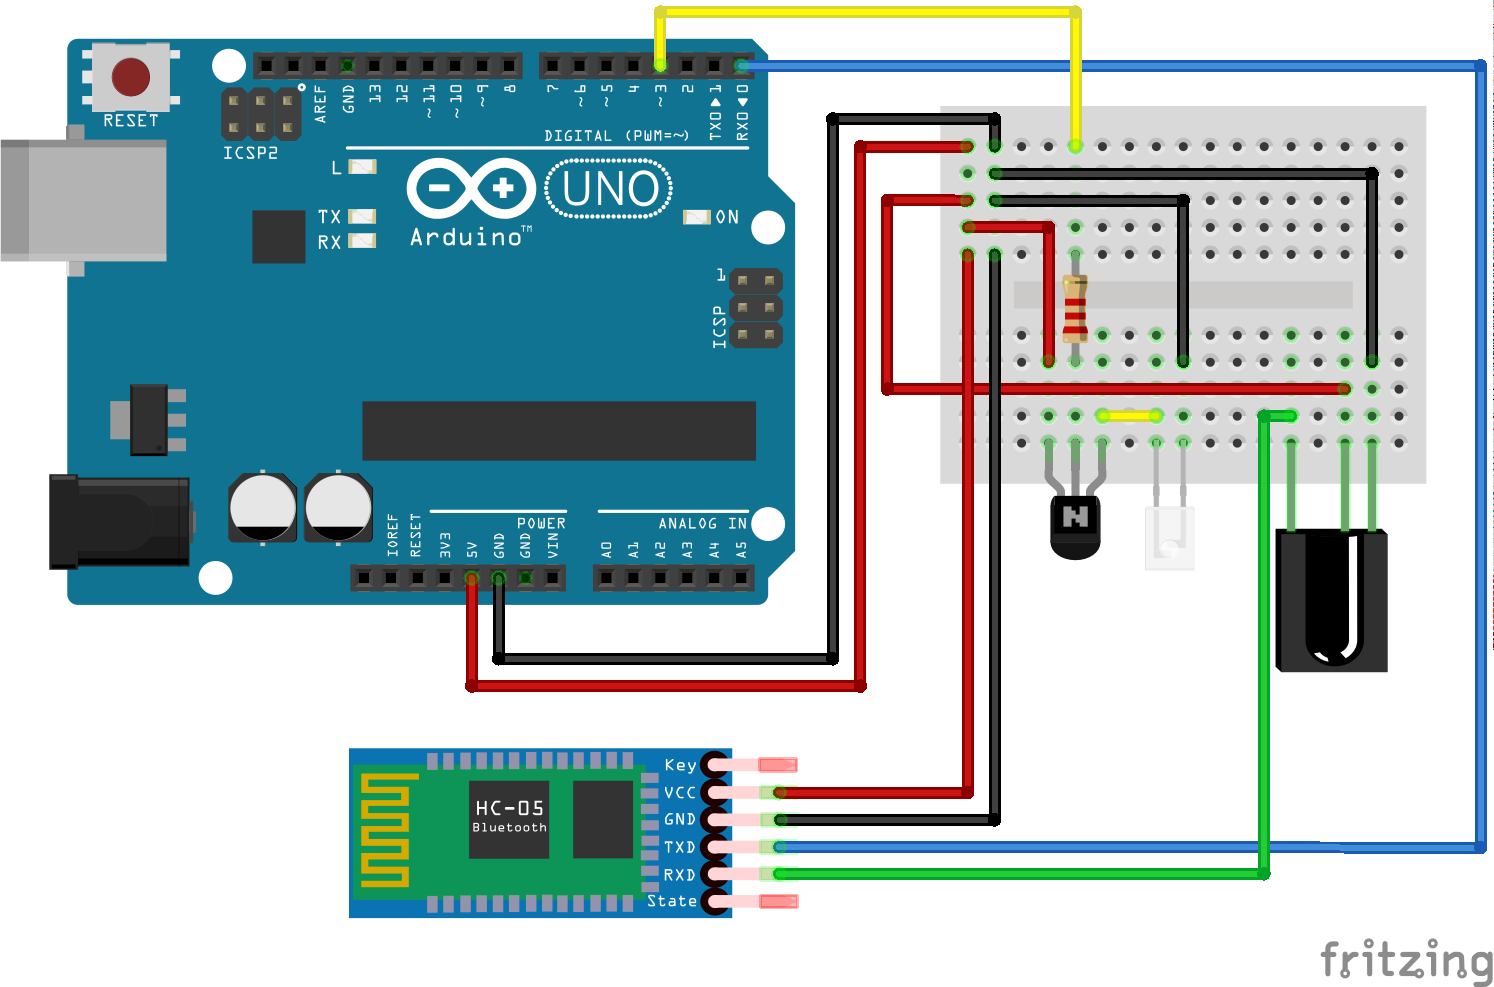 RESET
ICSP2
AREF
GND
13
12
~11
~10
~9
8
7
~6
~5
4
~3
2
TX0▶1
RX0◀0
DIGITAL (PWM=~)
L
TX
RX
UNO
Arduino™
ON
1
ICSP
IOREF
RESET
3V3
5V
GND
GND
VIN
POWER
ANALOG IN
A0
A1
A2
A3
A4
A5
N
HC-05
Bluetooth
Key
VCC
GND
TXD
RXD
State
fritzing